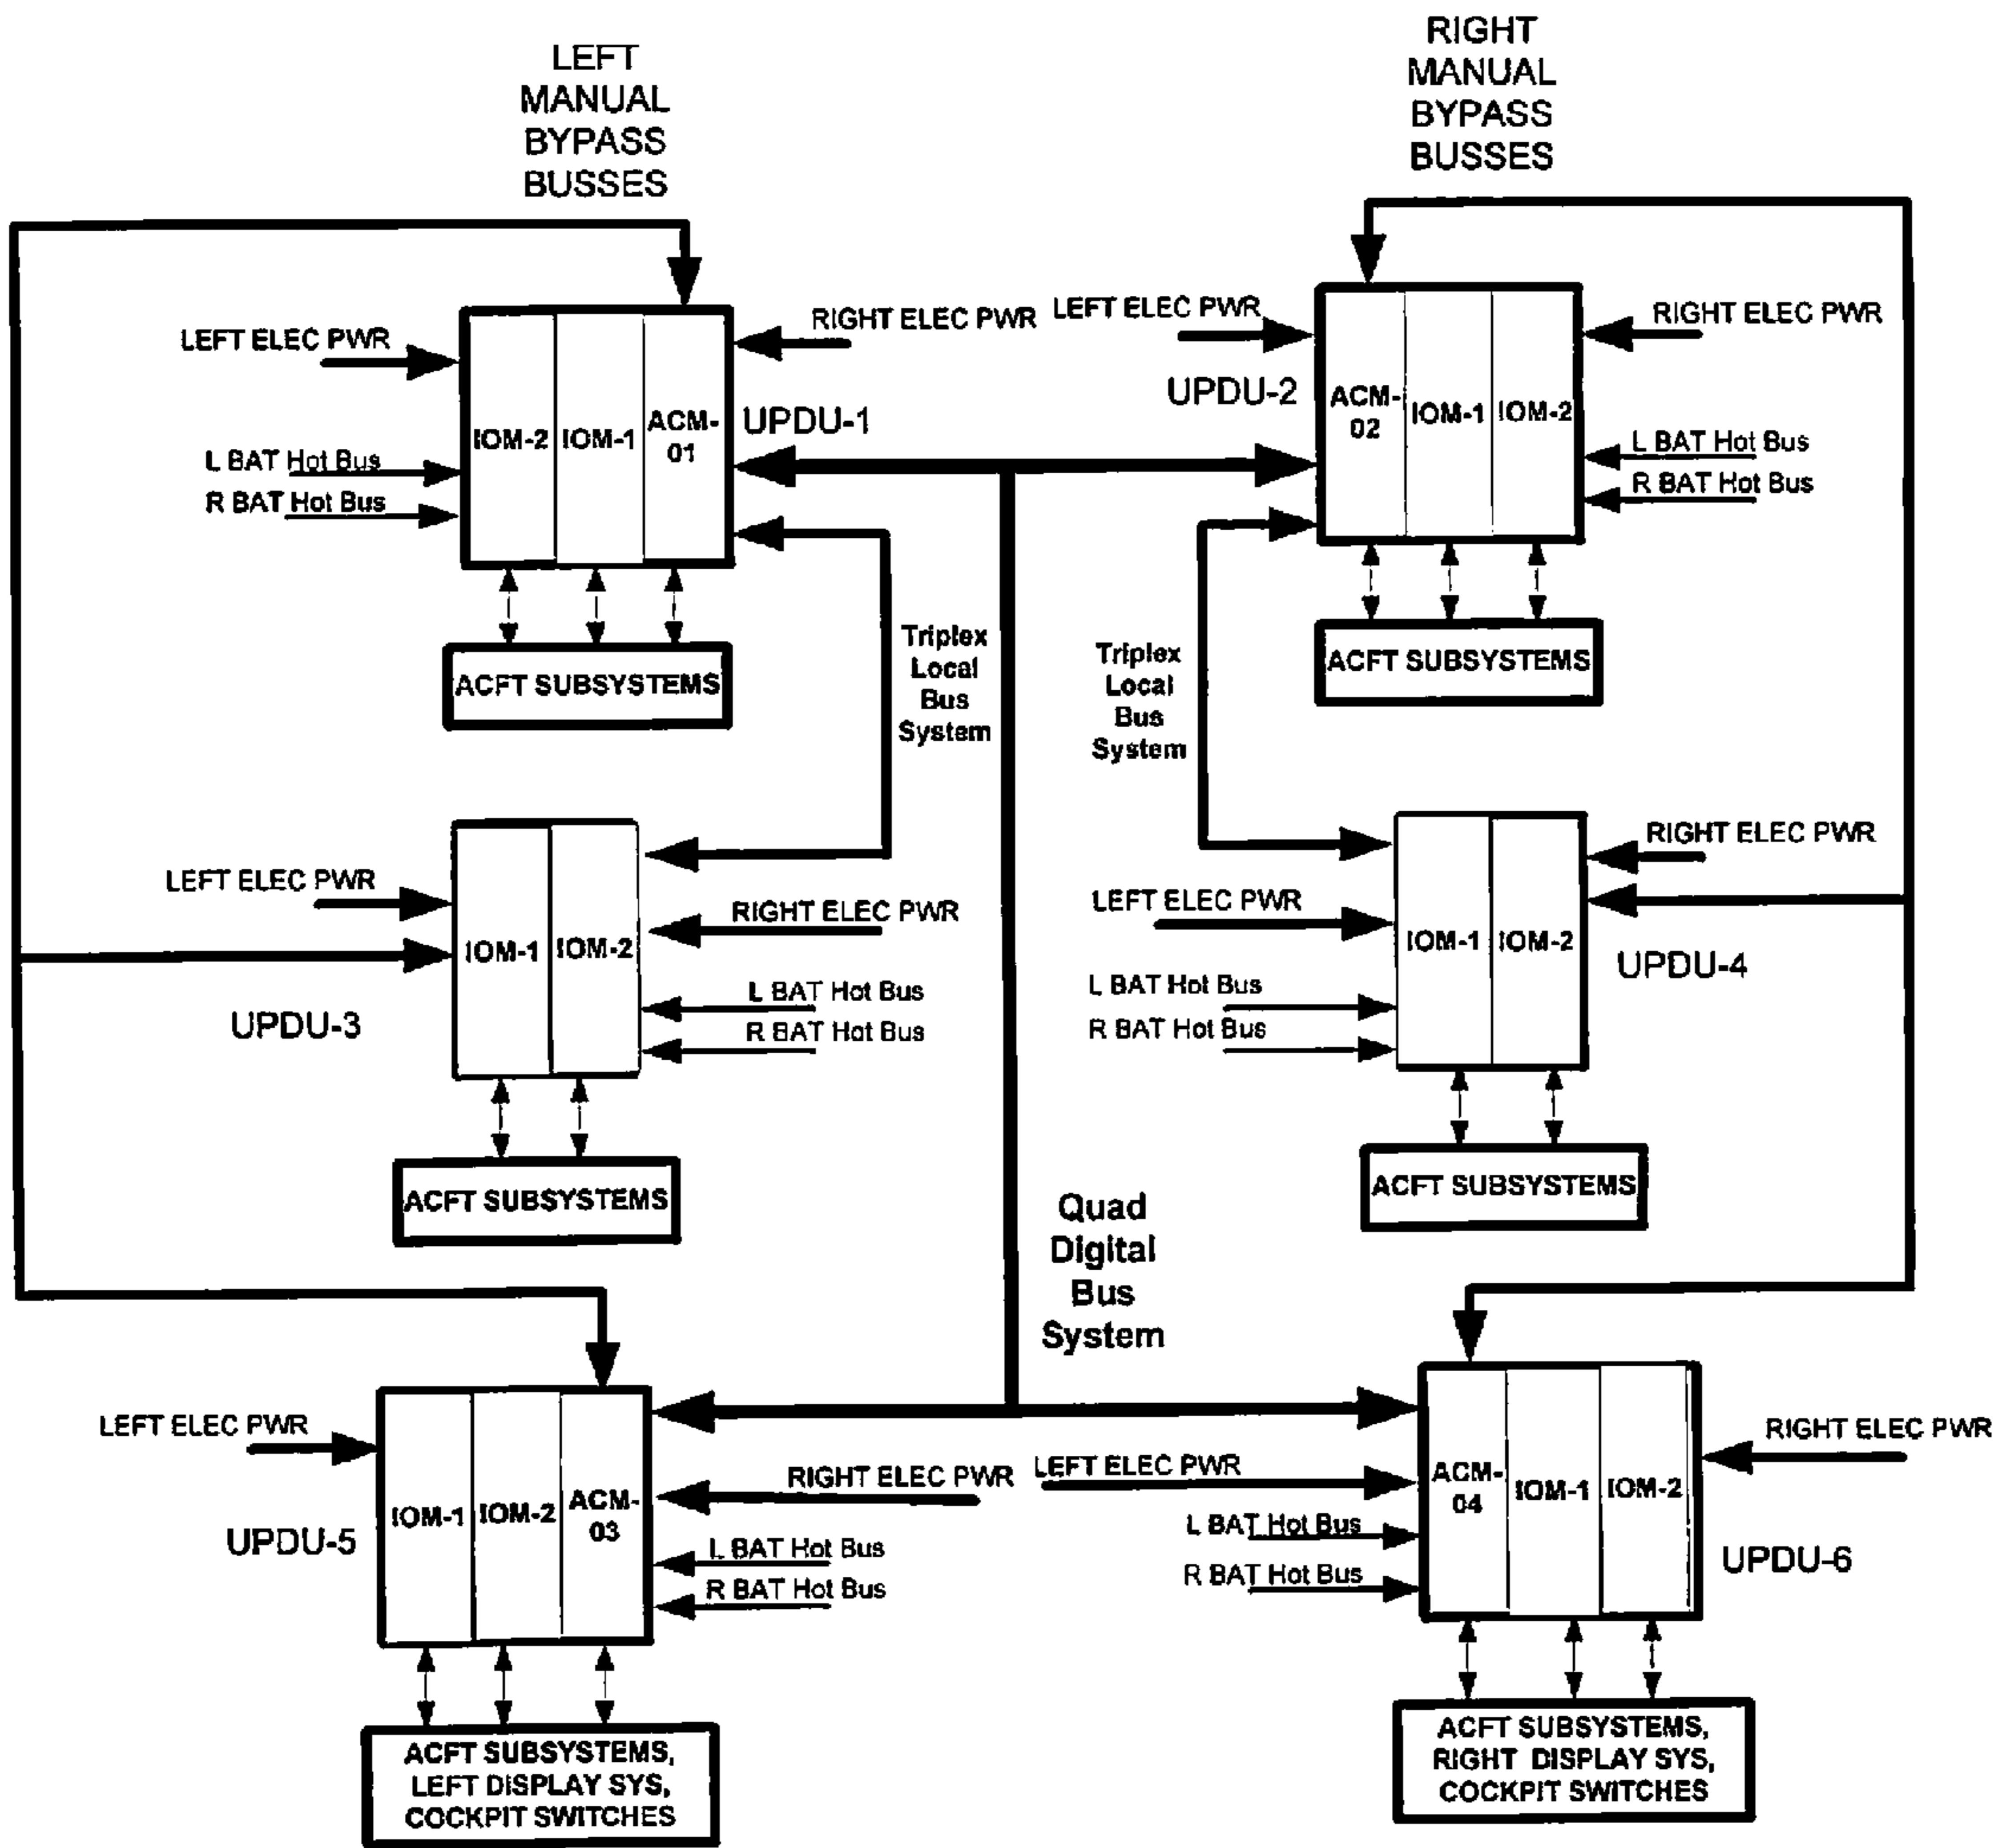 LEFT
MANUAL
BYPASS
BUSSES
RIGHT
MANUAL
BYPASS
BUSSES
LEFT ELEC PWR
RIGHT ELEC PWR
IOM-2
IOM-1
ACM-
01
UPDU-1
L BAT Hot Bus
R BAT Hot Bus
ACFT SUBSYSTEMS
LEFT ELEC PWR
RIGHT ELEC PWR
UPDU-2
ACM-
02
IOM-1
IOM-2
L BAT Hot Bus
R BAT Hot Bus
ACFT SUBSYSTEMS
Triplex
Local
Bus
System
Triplex
Local
Bus
System
LEFT ELEC PWR
RIGHT ELEC PWR
IOM-1
IOM-2
UPDU-3
L BAT Hot Bus
R BAT Hot Bus
ACFT SUBSYSTEMS
RIGHT ELEC PWR
LEFT ELEC PWR
IOM-1
IOM-2
UPDU-4
L BAT Hot Bus
R BAT Hot Bus
ACFT SUBSYSTEMS
Quad
Digital
Bus
System
LEFT ELEC PWR
RIGHT ELEC PWR
IOM-1
IOM-2
ACM-
03
UPDU-5
L BAT Hot Bus
R BAT Hot Bus
ACFT SUBSYSTEMS,
LEFT DISPLAY SYS,
COCKPIT SWITCHES
LEFT ELEC PWR
RIGHT ELEC PWR
ACM-
04
IOM-1
IOM-2
UPDU-6
L BAT Hot Bus
R BAT Hot Bus
ACFT SUBSYSTEMS,
RIGHT DISPLAY SYS,
COCKPIT SWITCHES